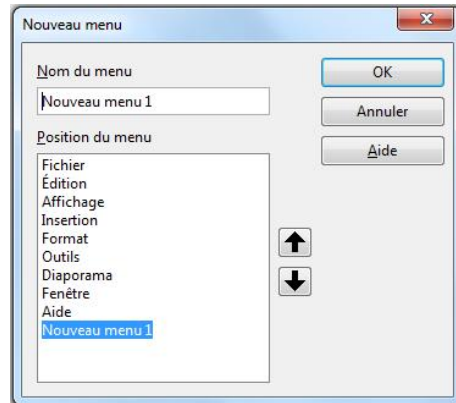 Nouveau menu
Nom du menu
OK
Nouveau menu 1
Annuler
Position du menu
Aide
Fichier
Édition
Affichage
Insertion
Format
Outils
Diaporama
Fenêtre
Aide
Nouveau menu 1